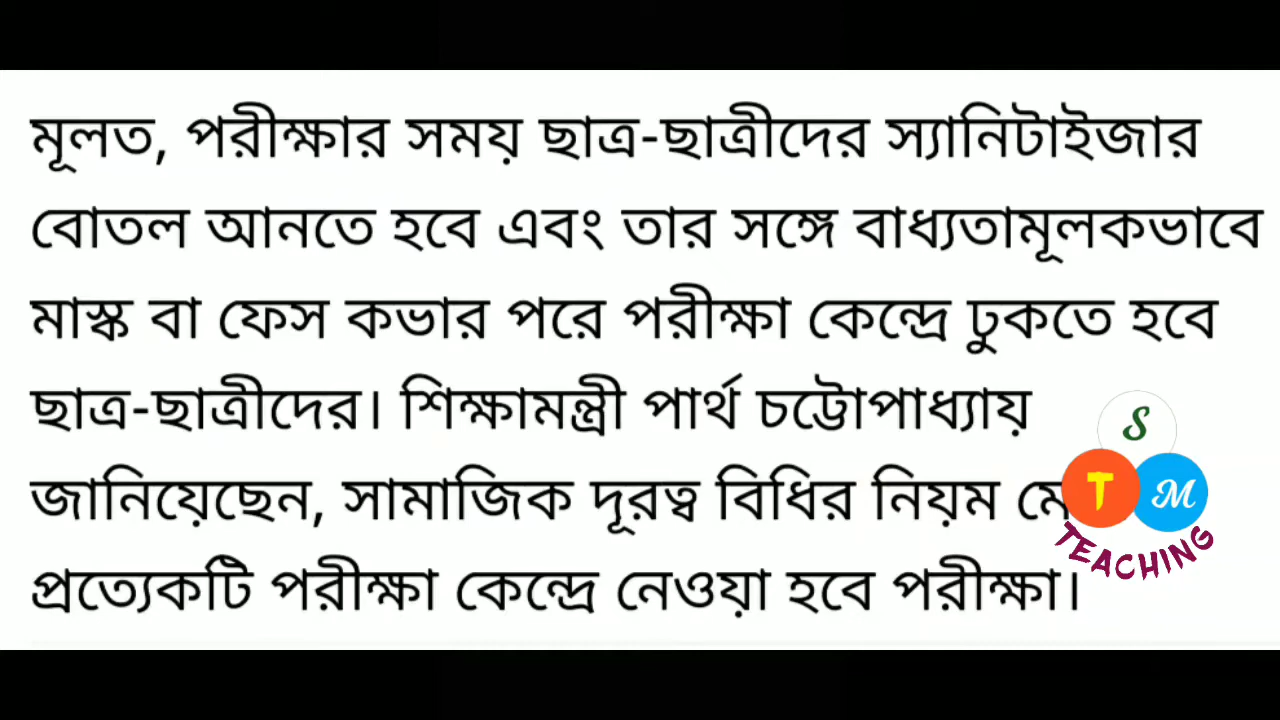 মূলত, পরীক্ষার সময় ছাত্র-ছাত্রীদের স্যানিটাইজার
বোতল আনতে হবে এবং তার সঙ্গে বাধ্যতামূলকভাবে
মাস্ক বা ফেস কভার পরে পরীক্ষা কেন্দ্রে ঢুকতে হবে
ছাত্র-ছাত্রীদের। শিক্ষামন্ত্রী পার্থ চট্টোপাধ্যায়
জানিয়েছেন, সামাজিক দূরত্ব বিধির নিয়ম
প্রত্যেকটি পরীক্ষা কেন্দ্রে নেওয়া হবে পরীক্ষা।
S
T M
TEACHING